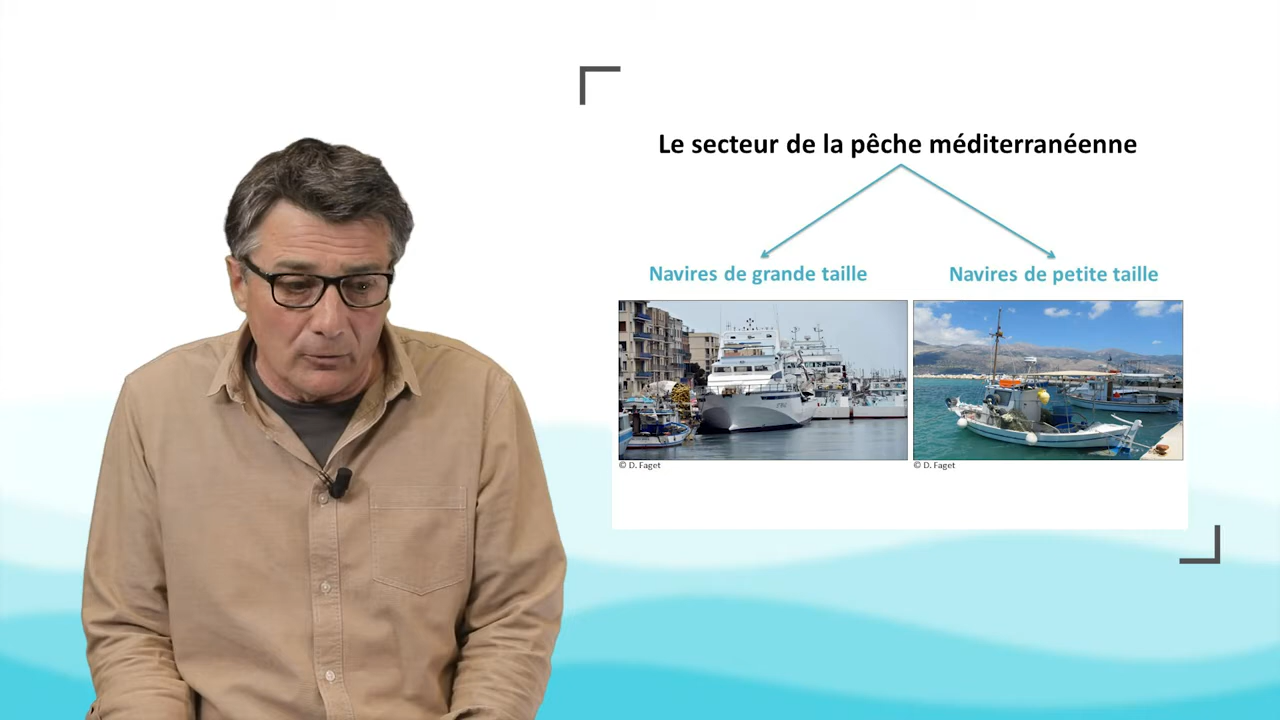 Le secteur de la pêche méditerranéenne
Navires de grande taille
Navires de petite taille
© D. Faget
© D. Faget